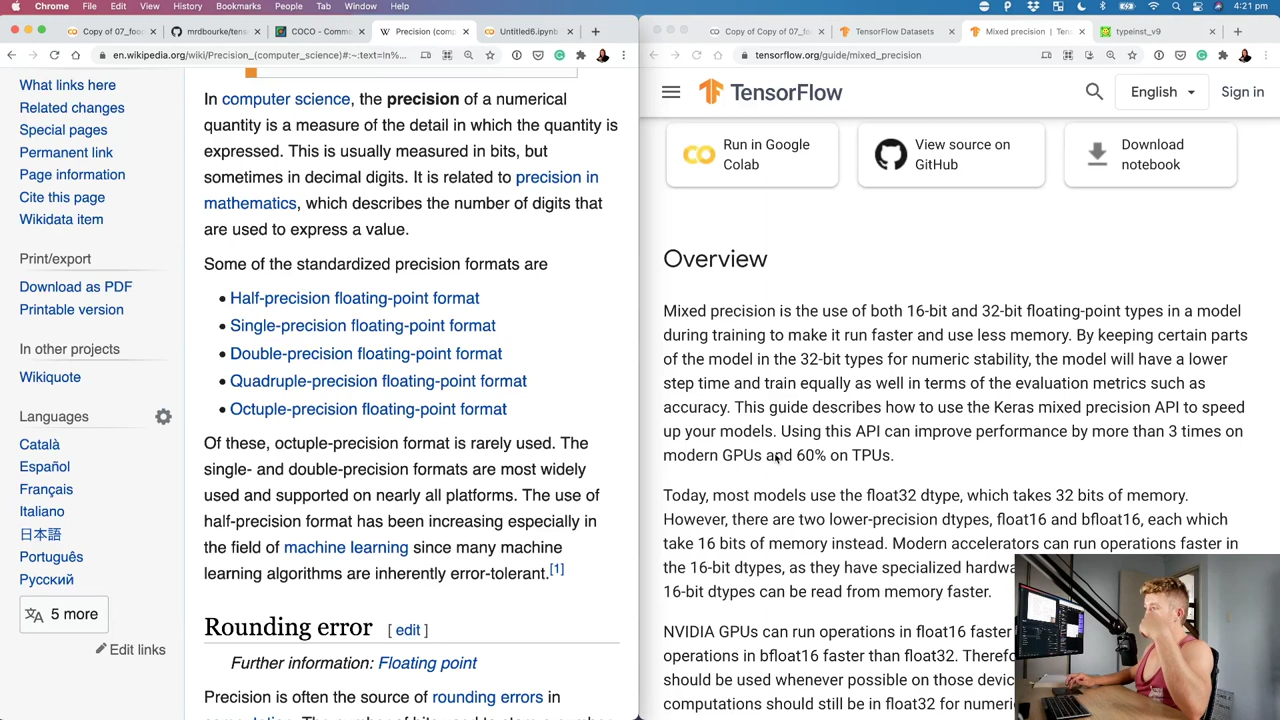 Chrome File Edit View History Bookmarks People Tab Window Help
4:21 pm
Copy of 07_foo
mrdbourke/tens
COCO - Comm
Precision (comp
Untitled6.ipynb
en.wikipedia.org/wiki/Precision_(computer_science)#:~:text=In%...
What links here
Related changes
Special pages
Permanent link
Page information
Cite this page
Wikidata item
Print/export
Download as PDF
Printable version
In other projects
Wikiquote
Languages
Català
Español
Français
Italiano
日本語
Português
Русский
5 more
Edit links
In computer science, the precision of a numerical
quantity is a measure of the detail in which the quantity is
expressed. This is usually measured in bits, but
sometimes in decimal digits. It is related to precision in
mathematics, which describes the number of digits that
are used to express a value.
Some of the standardized precision formats are
Half-precision floating-point format
Single-precision floating-point format
Double-precision floating-point format
Quadruple-precision floating-point format
Octuple-precision floating-point format
Of these, octuple-precision format is rarely used. The
single- and double-precision formats are most widely
used and supported on nearly all platforms. The use of
half-precision format has been increasing especially in
the field of machine learning since many machine
learning algorithms are inherently error-tolerant.[1]
Rounding error [ edit ]
Further information: Floating point
Precision is often the source of rounding errors in
Copy of Copy of 07_f
TensorFlow Datasets
Mixed precision | Ten
typeinst_v9
tensorflow.org/guide/mixed_precision
TensorFlow
English
Sign in
Run in Google
Colab
View source on
GitHub
Download
notebook
Overview
Mixed precision is the use of both 16-bit and 32-bit floating-point types in a model
during training to make it run faster and use less memory. By keeping certain parts
of the model in the 32-bit types for numeric stability, the model will have a lower
step time and train equally as well in terms of the evaluation metrics such as
accuracy. This guide describes how to use the Keras mixed precision API to speed
up your models. Using this API can improve performance by more than 3 times on
modern GPUs and 60% on TPUs.
Today, most models use the float32 dtype, which takes 32 bits of memory.
However, there are two lower-precision dtypes, float16 and bfloat16, each which
take 16 bits of memory instead. Modern accelerators can run operations faster in
the 16-bit dtypes, as they have specialized hardwa
16-bit dtypes can be read from memory faster.
NVIDIA GPUs can run operations in float16 faster
operations in bfloat16 faster than float32. Therefo
should be used whenever possible on those devic
computations should still be in float32 for numeri